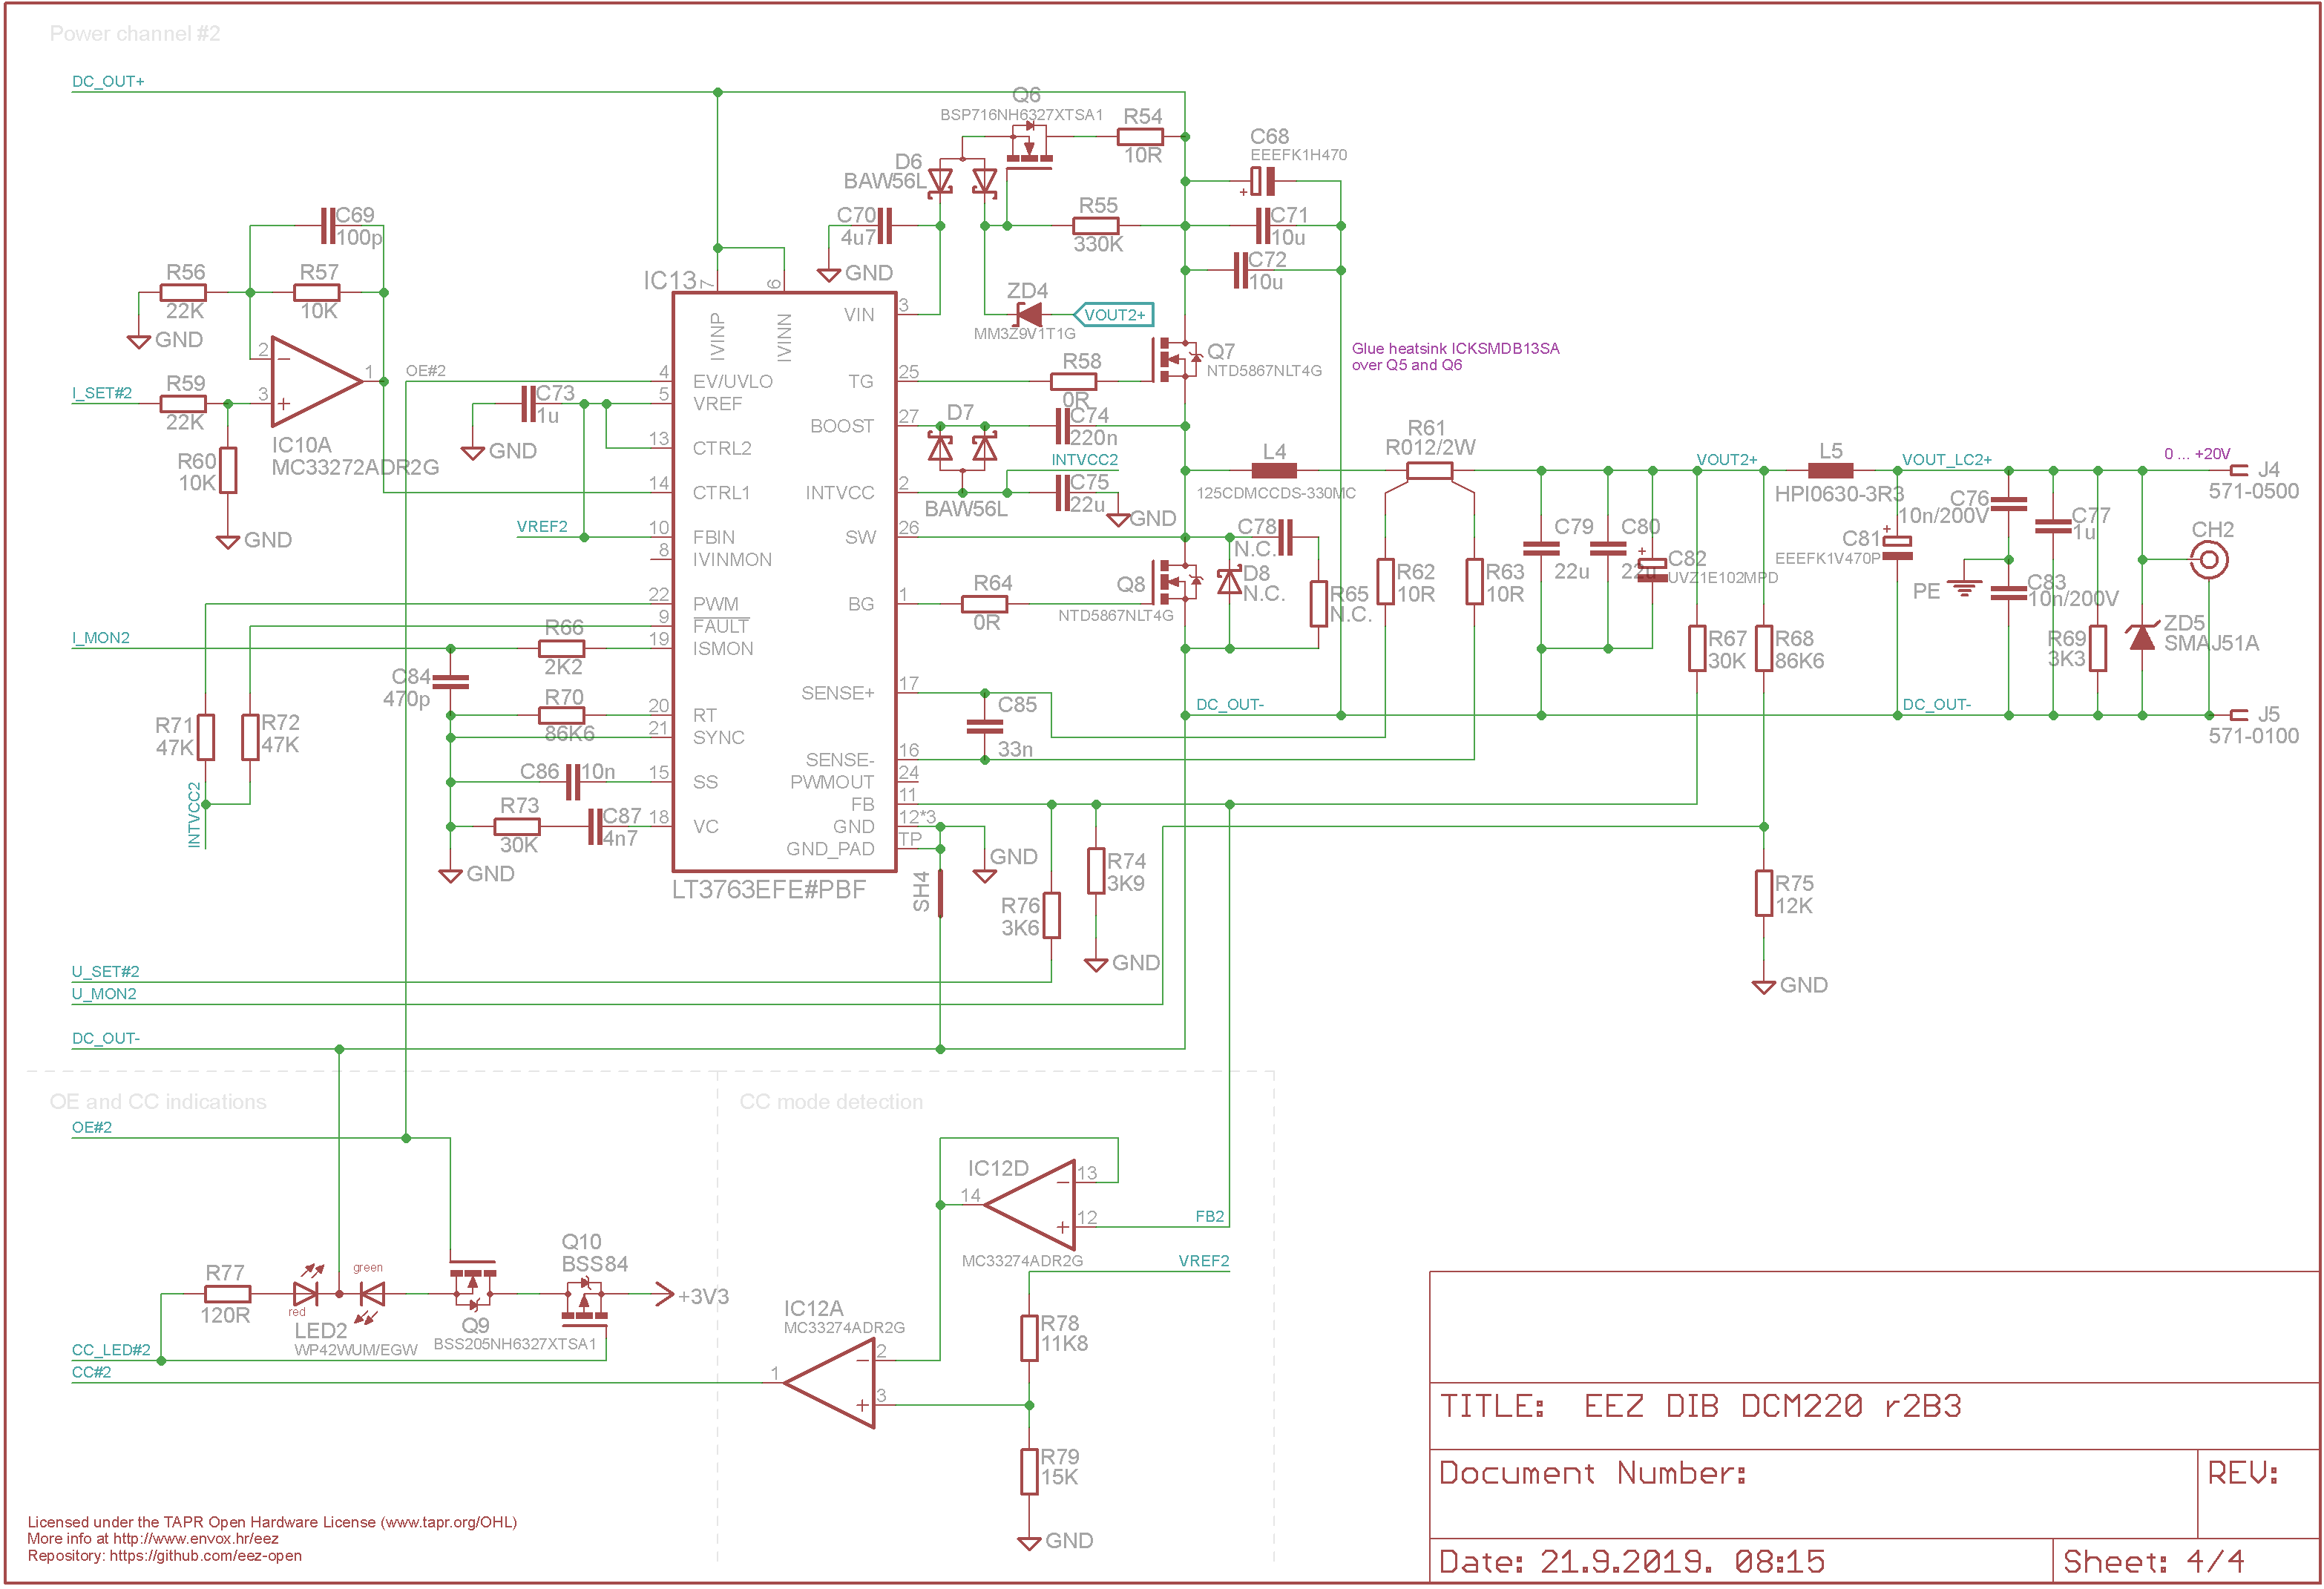 Power channel #2
DC_OUT+
Q6
BSP716NH6327XTSA1
R54
10R
C68
EEEFK1H470
+
D6
BAW56L
C69
100p
C70
4u7
R55
330K
C71
10u
C72
10u
GND
R56
22K
R57
10K
GND
IC13
7
6
IVINP
IVINN
VIN
3
ZD4
MM3Z9V1T1G
VOUT2+
Q7
NTD5867NLT4G
Glue heatsink ICKSMDB13SA
over Q5 and Q6
2
3
1
I_SET#2
R59
22K
IC10A
MC33272ADR2G
R60
10K
GND
OE#2
4
EV/UVLO
5
VREF
C73
1u
GND
13
CTRL2
14
CTRL1
VREF2
10
FBIN
8
IVINMON
22
PWM
9
FAULT
19
ISMON
20
RT
21
SYNC
15
SS
18
VC
TG
25
R58
0R
BOOST
27
D7
BAW56L
C74
220n
INTVCC2
INTVCC
2
C75
22u
GND
SW
26
BG
1
R64
0R
Q8
NTD5867NLT4G
C78
N.C.
D8
N.C.
R65
N.C.
L4
125CDMCCDS-330MC
R61
R012/2W
R62
10R
R63
10R
C79
22u
C80
22u
+
C82
UVZ1E102MPD
VOUT2+
L5
HPI0630-3R3
VOUT_LC2+
0 ... +20V
J4
571-0500
C76
10n/200V
C77
1u
CH2
+
C81
EEEFK1V470P
PE
C83
10n/200V
R67
30K
R68
86K6
R69
3K3
ZD5
SMAJ51A
DC_OUT-
DC_OUT-
J5
571-0100
I_MON2
R66
2K2
C84
470p
R70
86K6
R71
47K
R72
47K
INTVCC2
C86
10n
R73
30K
C87
4n7
GND
SENSE+
17
C85
33n
SENSE-
16
PWMOUT
24
FB
11
GND
12*3
GND_PAD
TP
GND
LT3763EFE#PBF
SH4
R76
3K6
R74
3K9
GND
R75
12K
GND
U_SET#2
U_MON2
DC_OUT-
OE and CC indications
CC mode detection
OE#2
IC12D
13
14
12
MC33274ADR2G
FB2
VREF2
R77
120R
red
green
LED2
WP42WUM/EGW
Q9
BSS205NH6327XTSA1
Q10
BSS84
+3V3
CC_LED#2
CC#2
IC12A
MC33274ADR2G
2
1
3
R78
11K8
R79
15K
GND
TITLE: EEZ DIB DCM220 r2B3
Document Number:
REV:
Date: 21.9.2019. 08:15
Sheet: 4/4
Licensed under the TAPR Open Hardware License (www.tapr.org/OHL)
More info at http://www.envox.hr/eez
Repository: https://github.com/eez-open